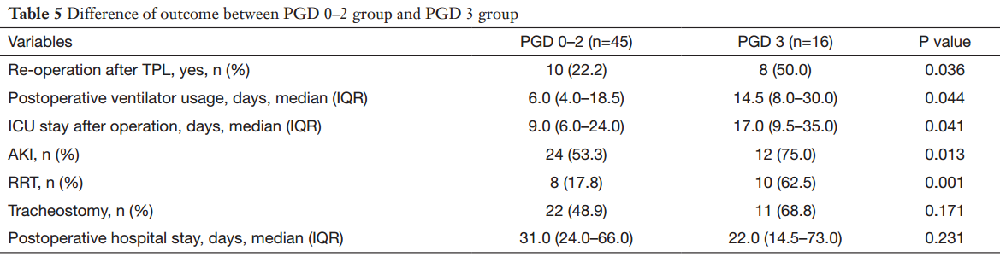 Table 5 Difference of outcome between PGD 0–2 group and PGD 3 group
Variables PGD 0–2 (n=45) PGD 3 (n=16) P value
Re-operation after TPL, yes, n (%) 10 (22.2) 8 (50.0) 0.036
Postoperative ventilator usage, days, median (IQR) 6.0 (4.0–18.5) 14.5 (8.0–30.0) 0.044
ICU stay after operation, days, median (IQR) 9.0 (6.0–24.0) 17.0 (9.5–35.0) 0.041
AKI, n (%) 24 (53.3) 12 (75.0) 0.013
RRT, n (%) 8 (17.8) 10 (62.5) 0.001
Tracheostomy, n (%) 22 (48.9) 11 (68.8) 0.171
Postoperative hospital stay, days, median (IQR) 31.0 (24.0–66.0) 22.0 (14.5–73.0) 0.231